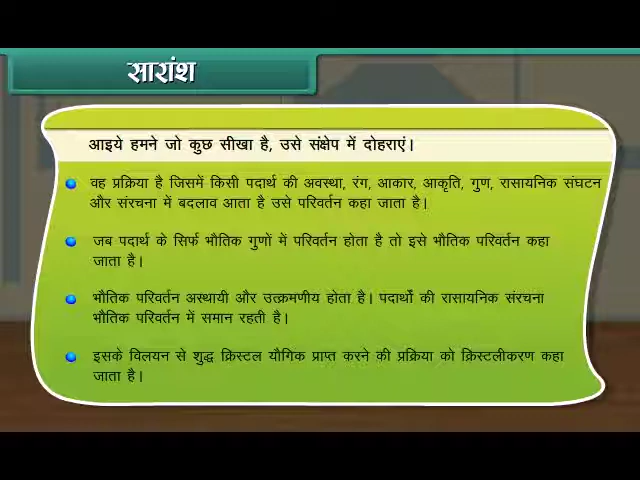 सारांश
आइये हमने जो कुछ सीखा है, उसे संक्षेप में दोहराएं।
वह प्रक्रिया है जिसमें किसी पदार्थ की अवस्था, रंग, आकार, आकृति, गुण, रासायनिक संघटन
और संरचना में बदलाव आता है उसे परिवर्तन कहा जाता है।
जब पदार्थ के सिर्फ भौतिक गुणों में परिवर्तन होता है तो इसे भौतिक परिवर्तन कहा
जाता है।
भौतिक परिवर्तन अस्थायी और उत्क्रमणीय होता है। पदार्थों की रासायनिक संरचना
भौतिक परिवर्तन में समान रहती है।
इसके विलयन से शुद्ध क्रिस्टल यौगिक प्राप्त करने की प्रक्रिया को क्रिस्टलीकरण कहा
जाता है।